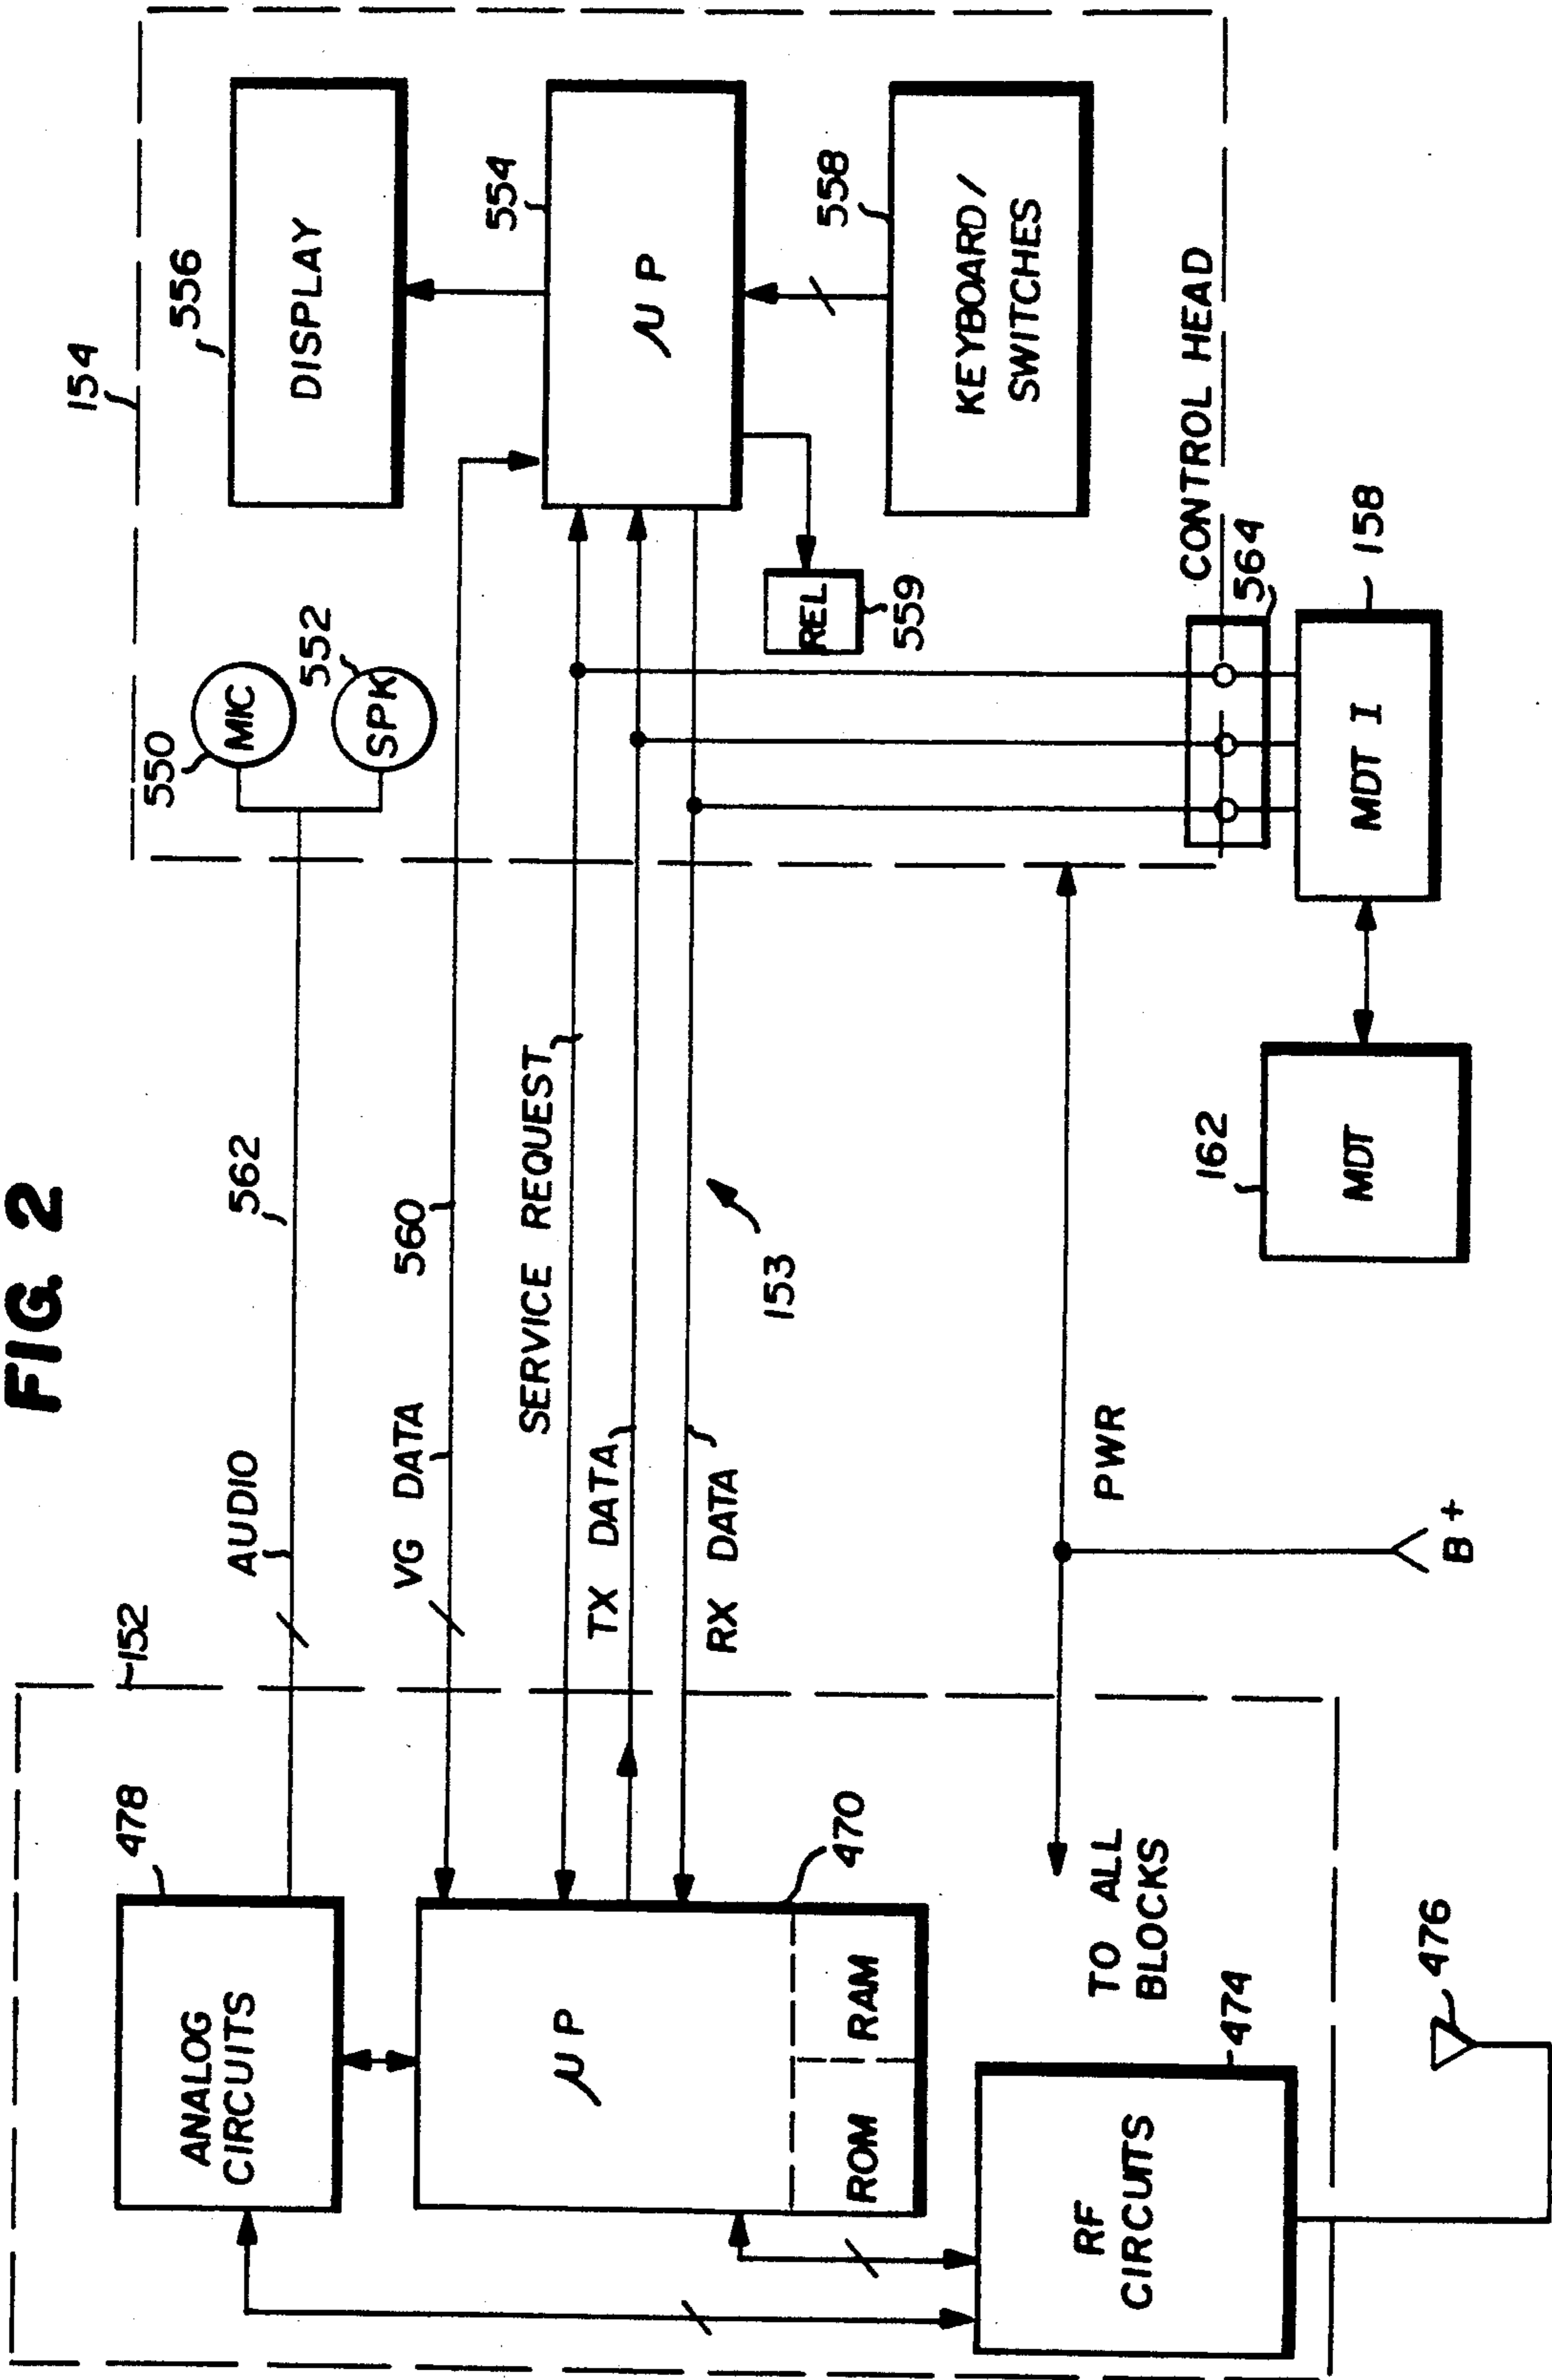 FIG. 2
152
478
ANALOG
CIRCUITS
μP
ROM
RAM
470
RF
CIRCUITS
474
476
TO ALL
BLOCKS
AUDIO
562
VG DATA
560
SERVICE REQUEST
TX DATA
RX DATA
153
PWR
B+
154
550
MIC
552
SPK
556
DISPLAY
554
μP
558
KEYBOARD/
SWITCHES
REL
559
CONTROL HEAD
564
MDT I
158
162
MDT